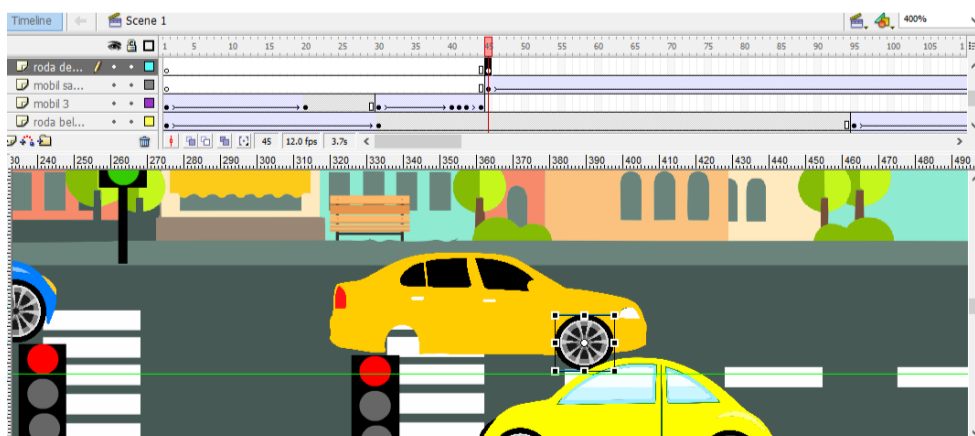 Timeline Scene 1 400%
1 5 10 15 20 25 30 35 40 45 50 55 60 65 70 75 80 85 90 95 100 105 1
roda de...
mobil sa...
mobil 3
roda bel...
45 12.0 fps 3.7s
30 240 250 260 270 280 290 300 310 320 330 340 350 360 370 380 390 400 410 420 430 440 450 460 470 480 490